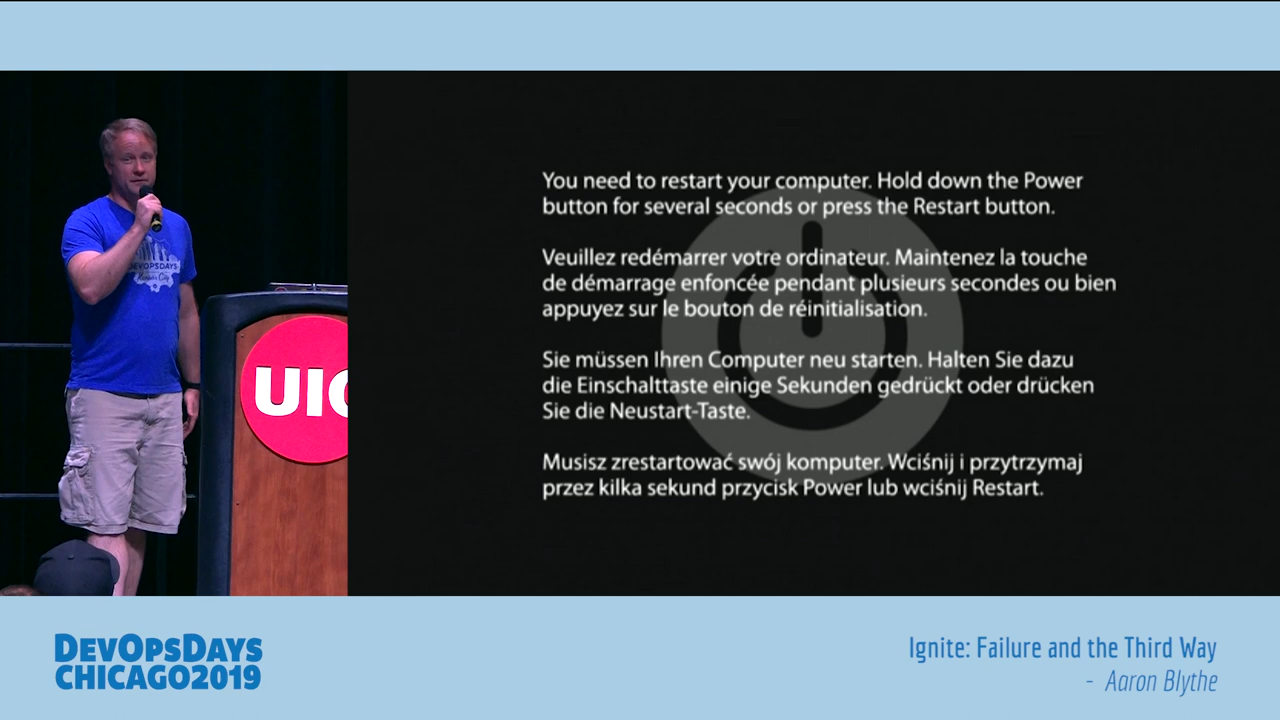 DEVOPSDAYS
UIC
You need to restart your computer. Hold down the Power
button for several seconds or press the Restart button.
Veuillez redémarrer votre ordinateur. Maintenez la touche
de démarrage enfoncée pendant plusieurs secondes ou bien
appuyez sur le bouton de réinitialisation.
Sie müssen Ihren Computer neu starten. Halten Sie dazu
die Einschalttaste einige Sekunden gedrückt oder drücken
Sie die Neustart-Taste.
Musisz zrestartować swój komputer. Wciśnij i przytrzymaj
przez kilka sekund przycisk Power lub wciśnij Restart.
DEVOPSDAYS
CHICAGO2019
Ignite: Failure and the Third Way
- Aaron Blythe